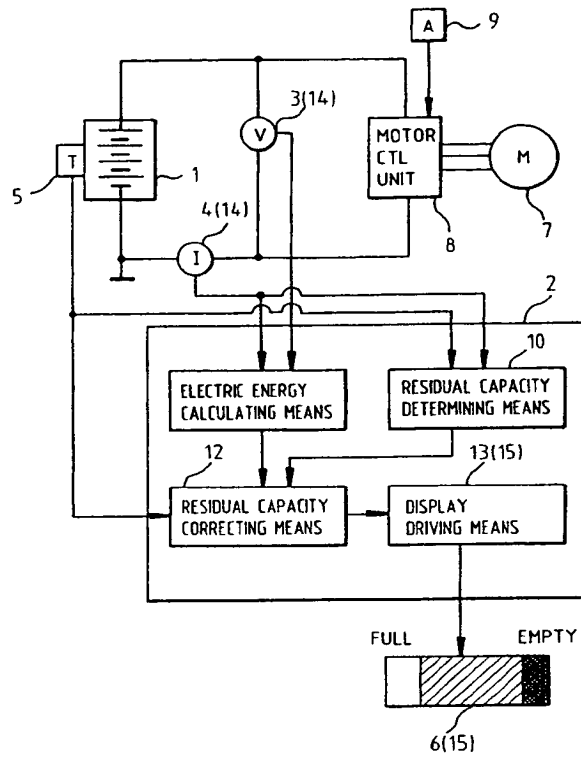 A
9
3(14)
V
MOTOR
CTL
UNIT
M
T
5
1
4(14)
8
7
I
2
10
ELECTRIC ENERGY
CALCULATING MEANS
RESIDUAL CAPACITY
DETERMINING MEANS
12
13(15)
RESIDUAL CAPACITY
CORRECTING MEANS
DISPLAY
DRIVING MEANS
FULL
EMPTY
6(15)